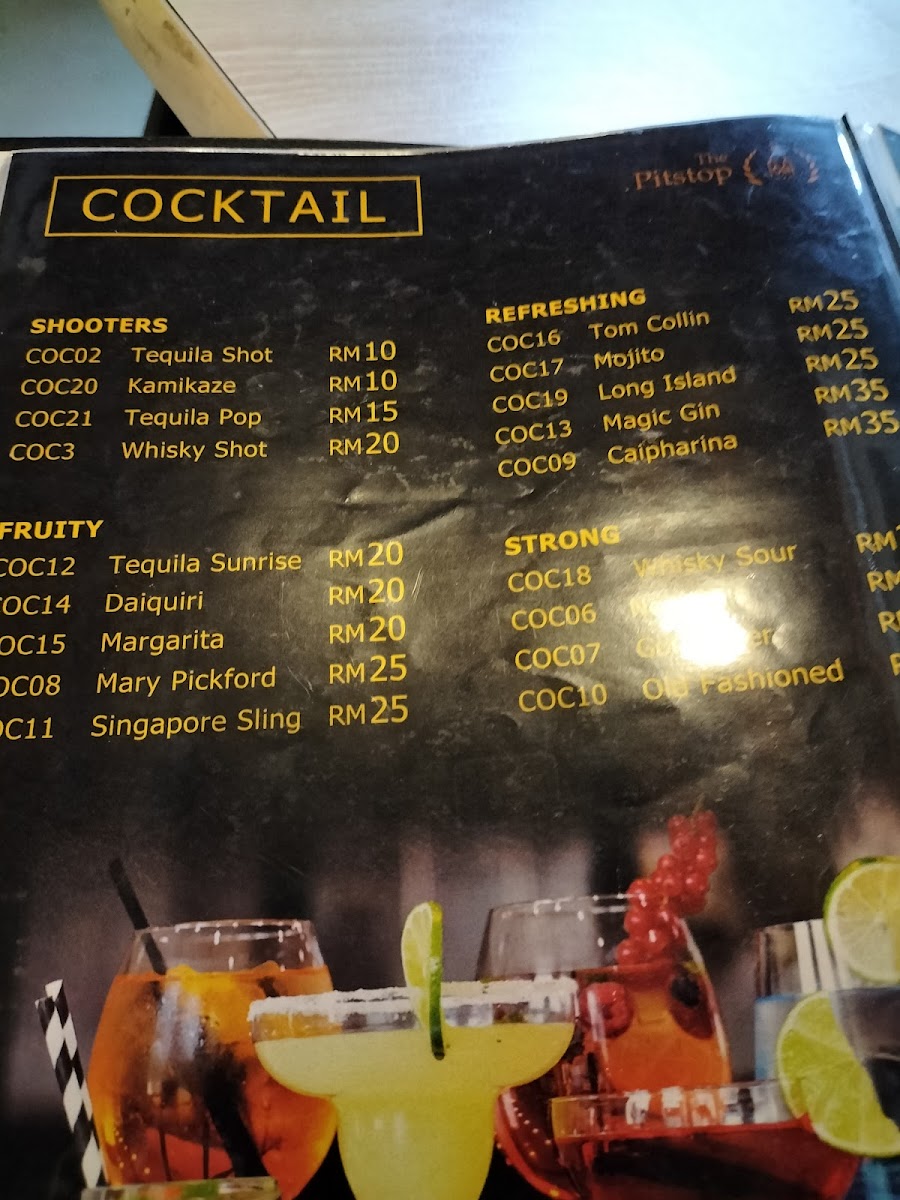 The
Pitstop
COCKTAIL
SHOOTERS
COC02 Tequila Shot RM10
COC20 Kamikaze RM10
COC21 Tequila Pop RM15
COC3 Whisky Shot RM20
REFRESHING
COC16 Tom Collin RM25
COC17 Mojito RM25
COC19 Long Island RM25
COC13 Magic Gin RM35
COC09 Caipharina RM35
FRUITY
COC12 Tequila Sunrise RM20
COC14 Daiquiri RM20
COC15 Margarita RM20
COC08 Mary Pickford RM25
COC11 Singapore Sling RM25
STRONG
COC18 Whisky Sour RM
COC06
COC07
COC10 Old Fashioned